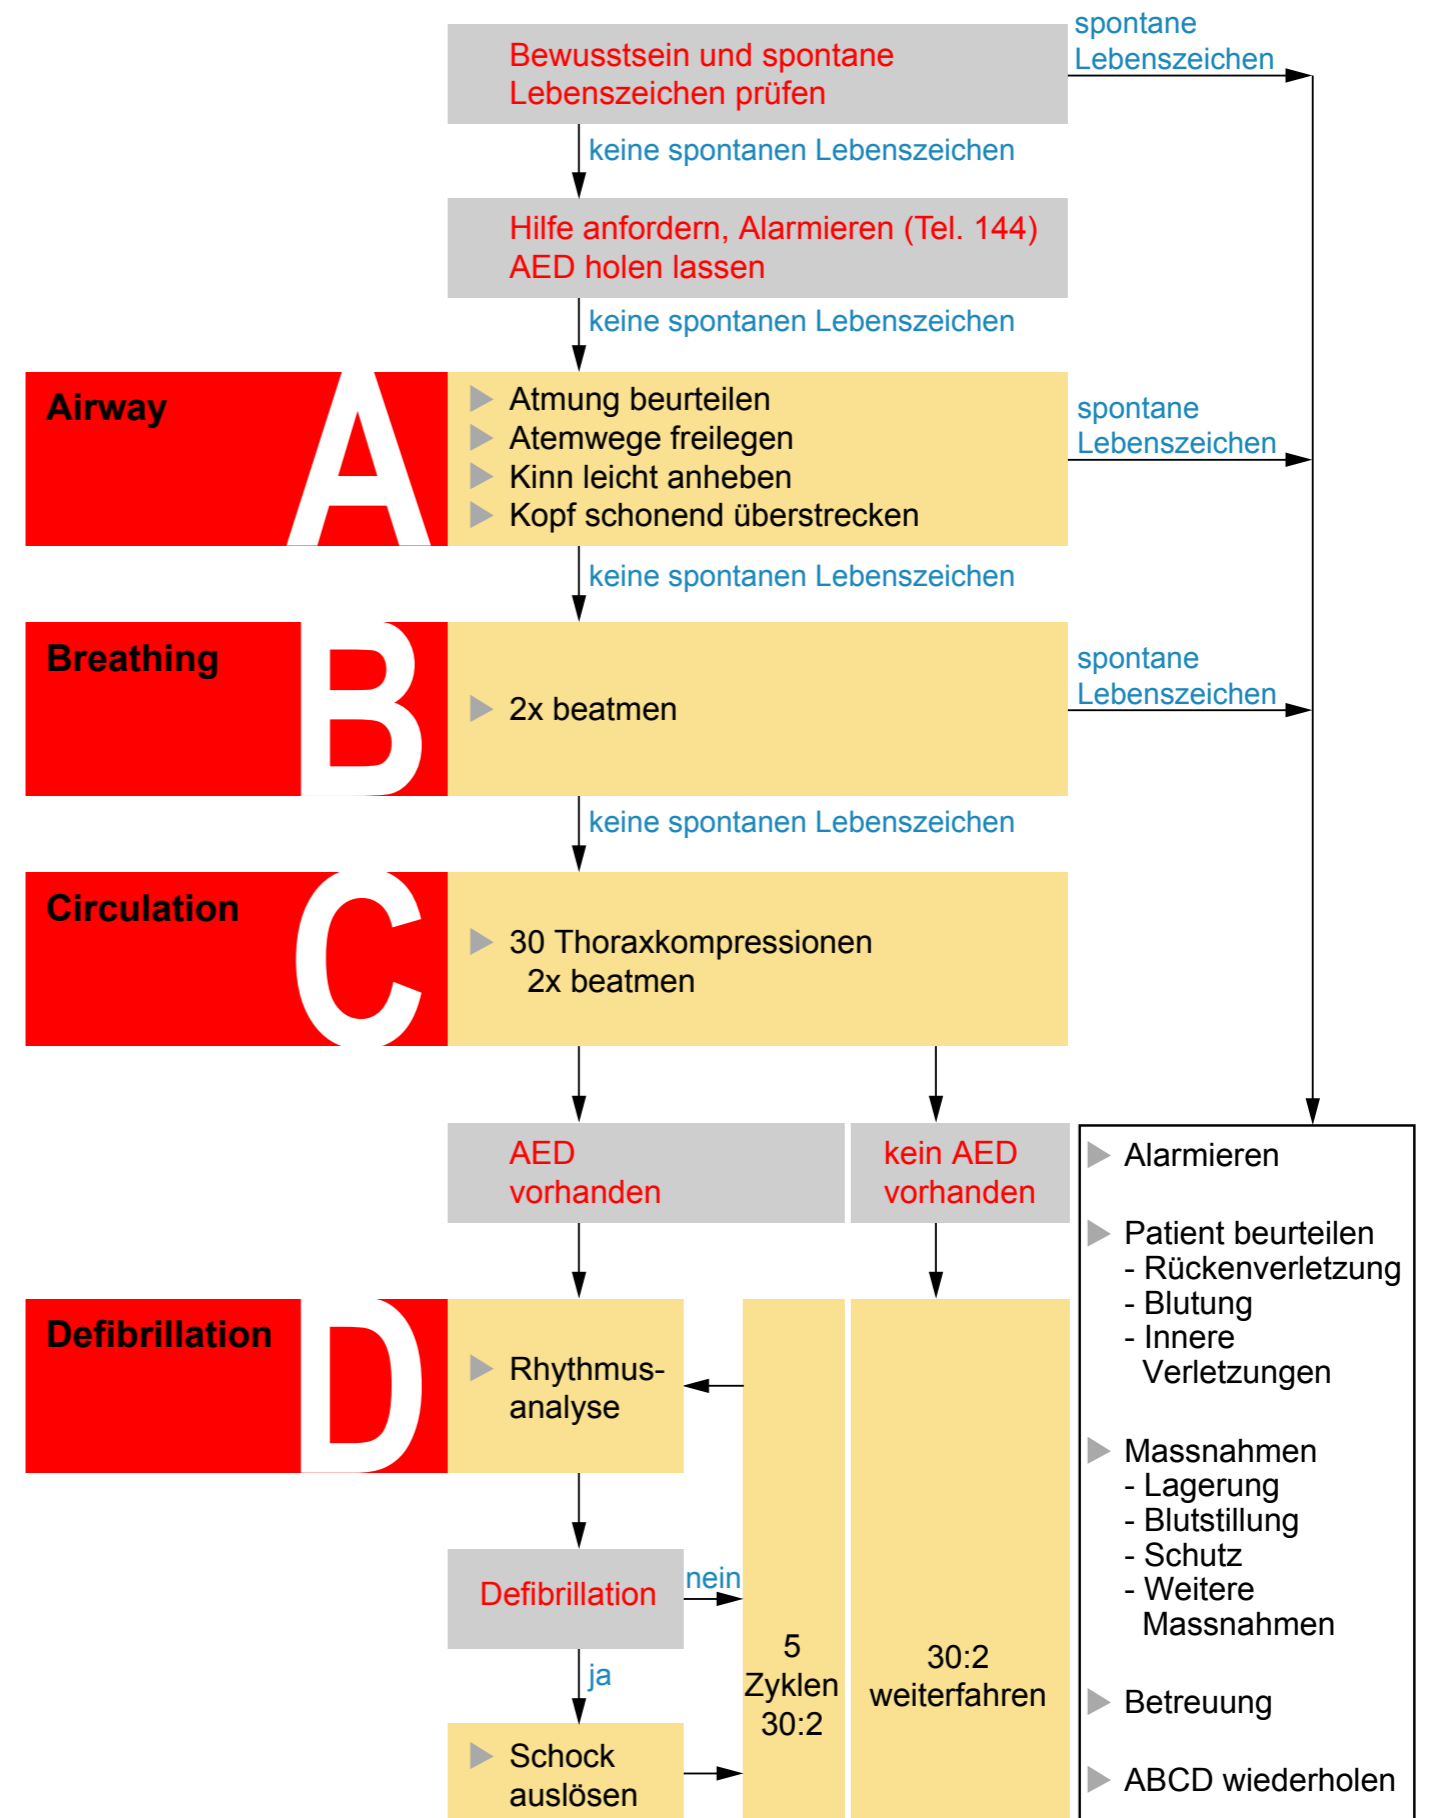 Bewusstsein und spontane
Lebenszeichen prüfen
spontane
Lebenszeichen
keine spontanen Lebenszeichen
Hilfe anfordern, Alarmieren (Tel. 144)
AED holen lassen
keine spontanen Lebenszeichen
Airway
A
Atmung beurteilen
Atemwege freilegen
Kinn leicht anheben
Kopf schonend überstrecken
spontane
Lebenszeichen
keine spontanen Lebenszeichen
Breathing
B
2x beatmen
spontane
Lebenszeichen
keine spontanen Lebenszeichen
Circulation
C
30 Thoraxkompressionen
2x beatmen
AED
vorhanden
kein AED
vorhanden
Defibrillation
D
Rhythmus-
analyse
Defibrillation
nein
ja
Schock
auslösen
5
Zyklen
30:2
30:2
weiterfahren
Alarmieren
Patient beurteilen
- Rückenverletzung
- Blutung
- Innere
Verletzungen
Massnahmen
- Lagerung
- Blutstillung
- Schutz
- Weitere
Massnahmen
Betreuung
ABCD wiederholen